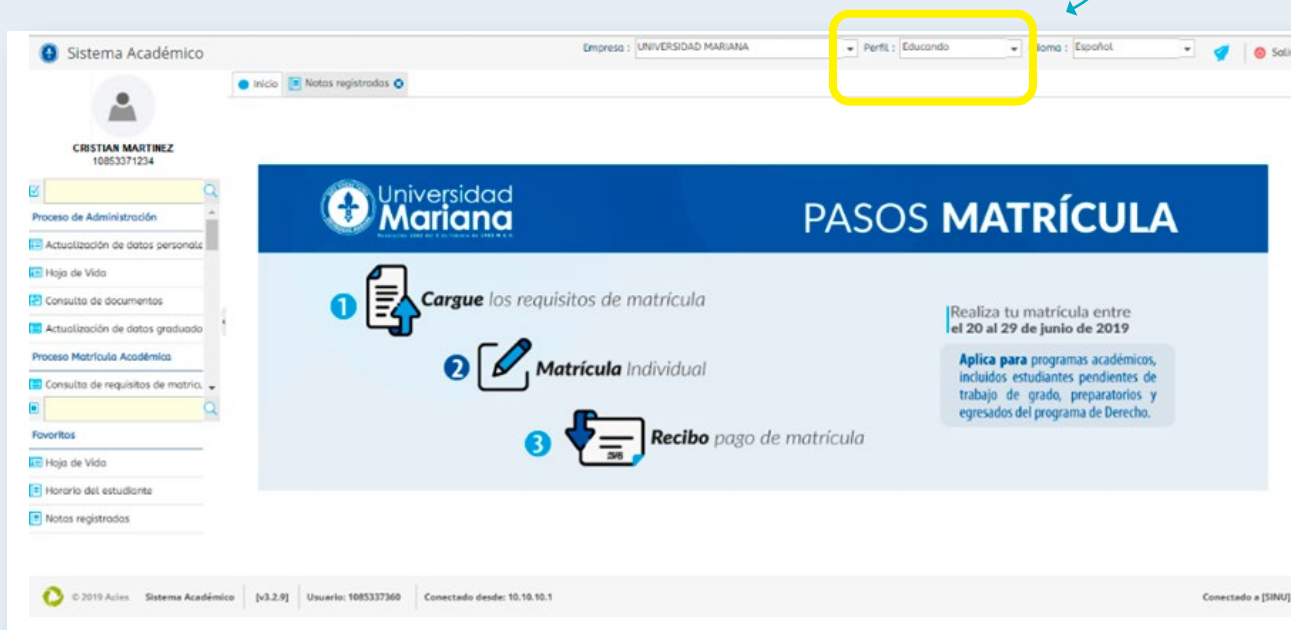 Sistema Académico
Empresa : UNIVERSIDAD MARIANA
Perfil : Educando
Idioma : Español
Inicio
Notas registradas
CRISTIAN MARTINEZ
10853371234
Proceso de Administración
Actualización de datos persona
Hoja de Vida
Consulta de documentos
Actualización de datos graduado
Proceso Matrícula Académica
Consulta de requisitos de matríc
Favoritos
Hoja de Vida
Horario del estudiante
Notas registradas
Universidad
Mariana
PASOS MATRÍCULA
1 Cargue los requisitos de matrícula
2 Matrícula Individual
3 Recibo pago de matrícula
Realiza tu matrícula entre
el 20 al 29 de junio de 2019
Aplica para programas académicos,
incluidos estudiantes pendientes de
trabajo de grado, preparatorios y
egresados del programa de Derecho.
© 2019 Acies Sistema Académico [v3.2.9] Usuario: 1085337360 Conectado desde: 10.10.10.1
Conectado a [SINU]